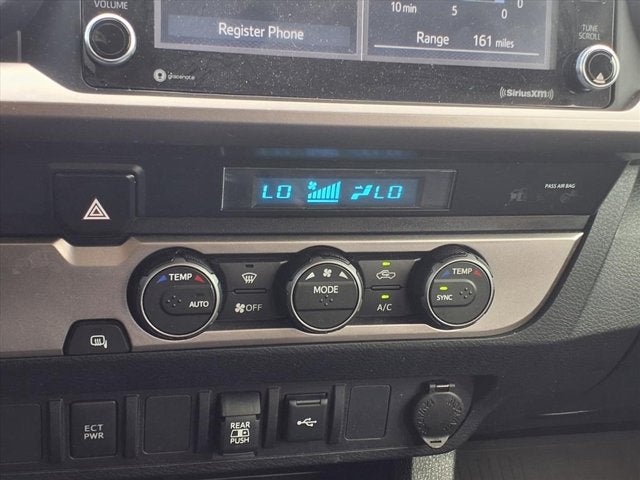 VOLUME
Register Phone
10 min 5 0
0
Range 161 miles
TUNE
SCROLL
gracenote
((SiriusXM))
LO LO
PASS AIR BAG
TEMP
AUTO
OFF
MODE
A/C
TEMP
SYNC
ECT
PWR
REAR
PUSH